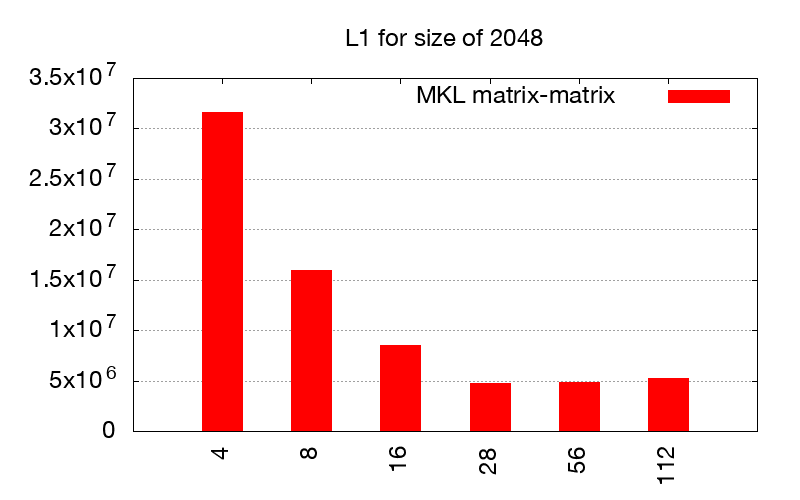 L1 for size of 2048
MKL matrix-matrix
3.5x10^7
3x10^7
2.5x10^7
2x10^7
1.5x10^7
1x10^7
5x10^6
0
4
8
16
28
56
112